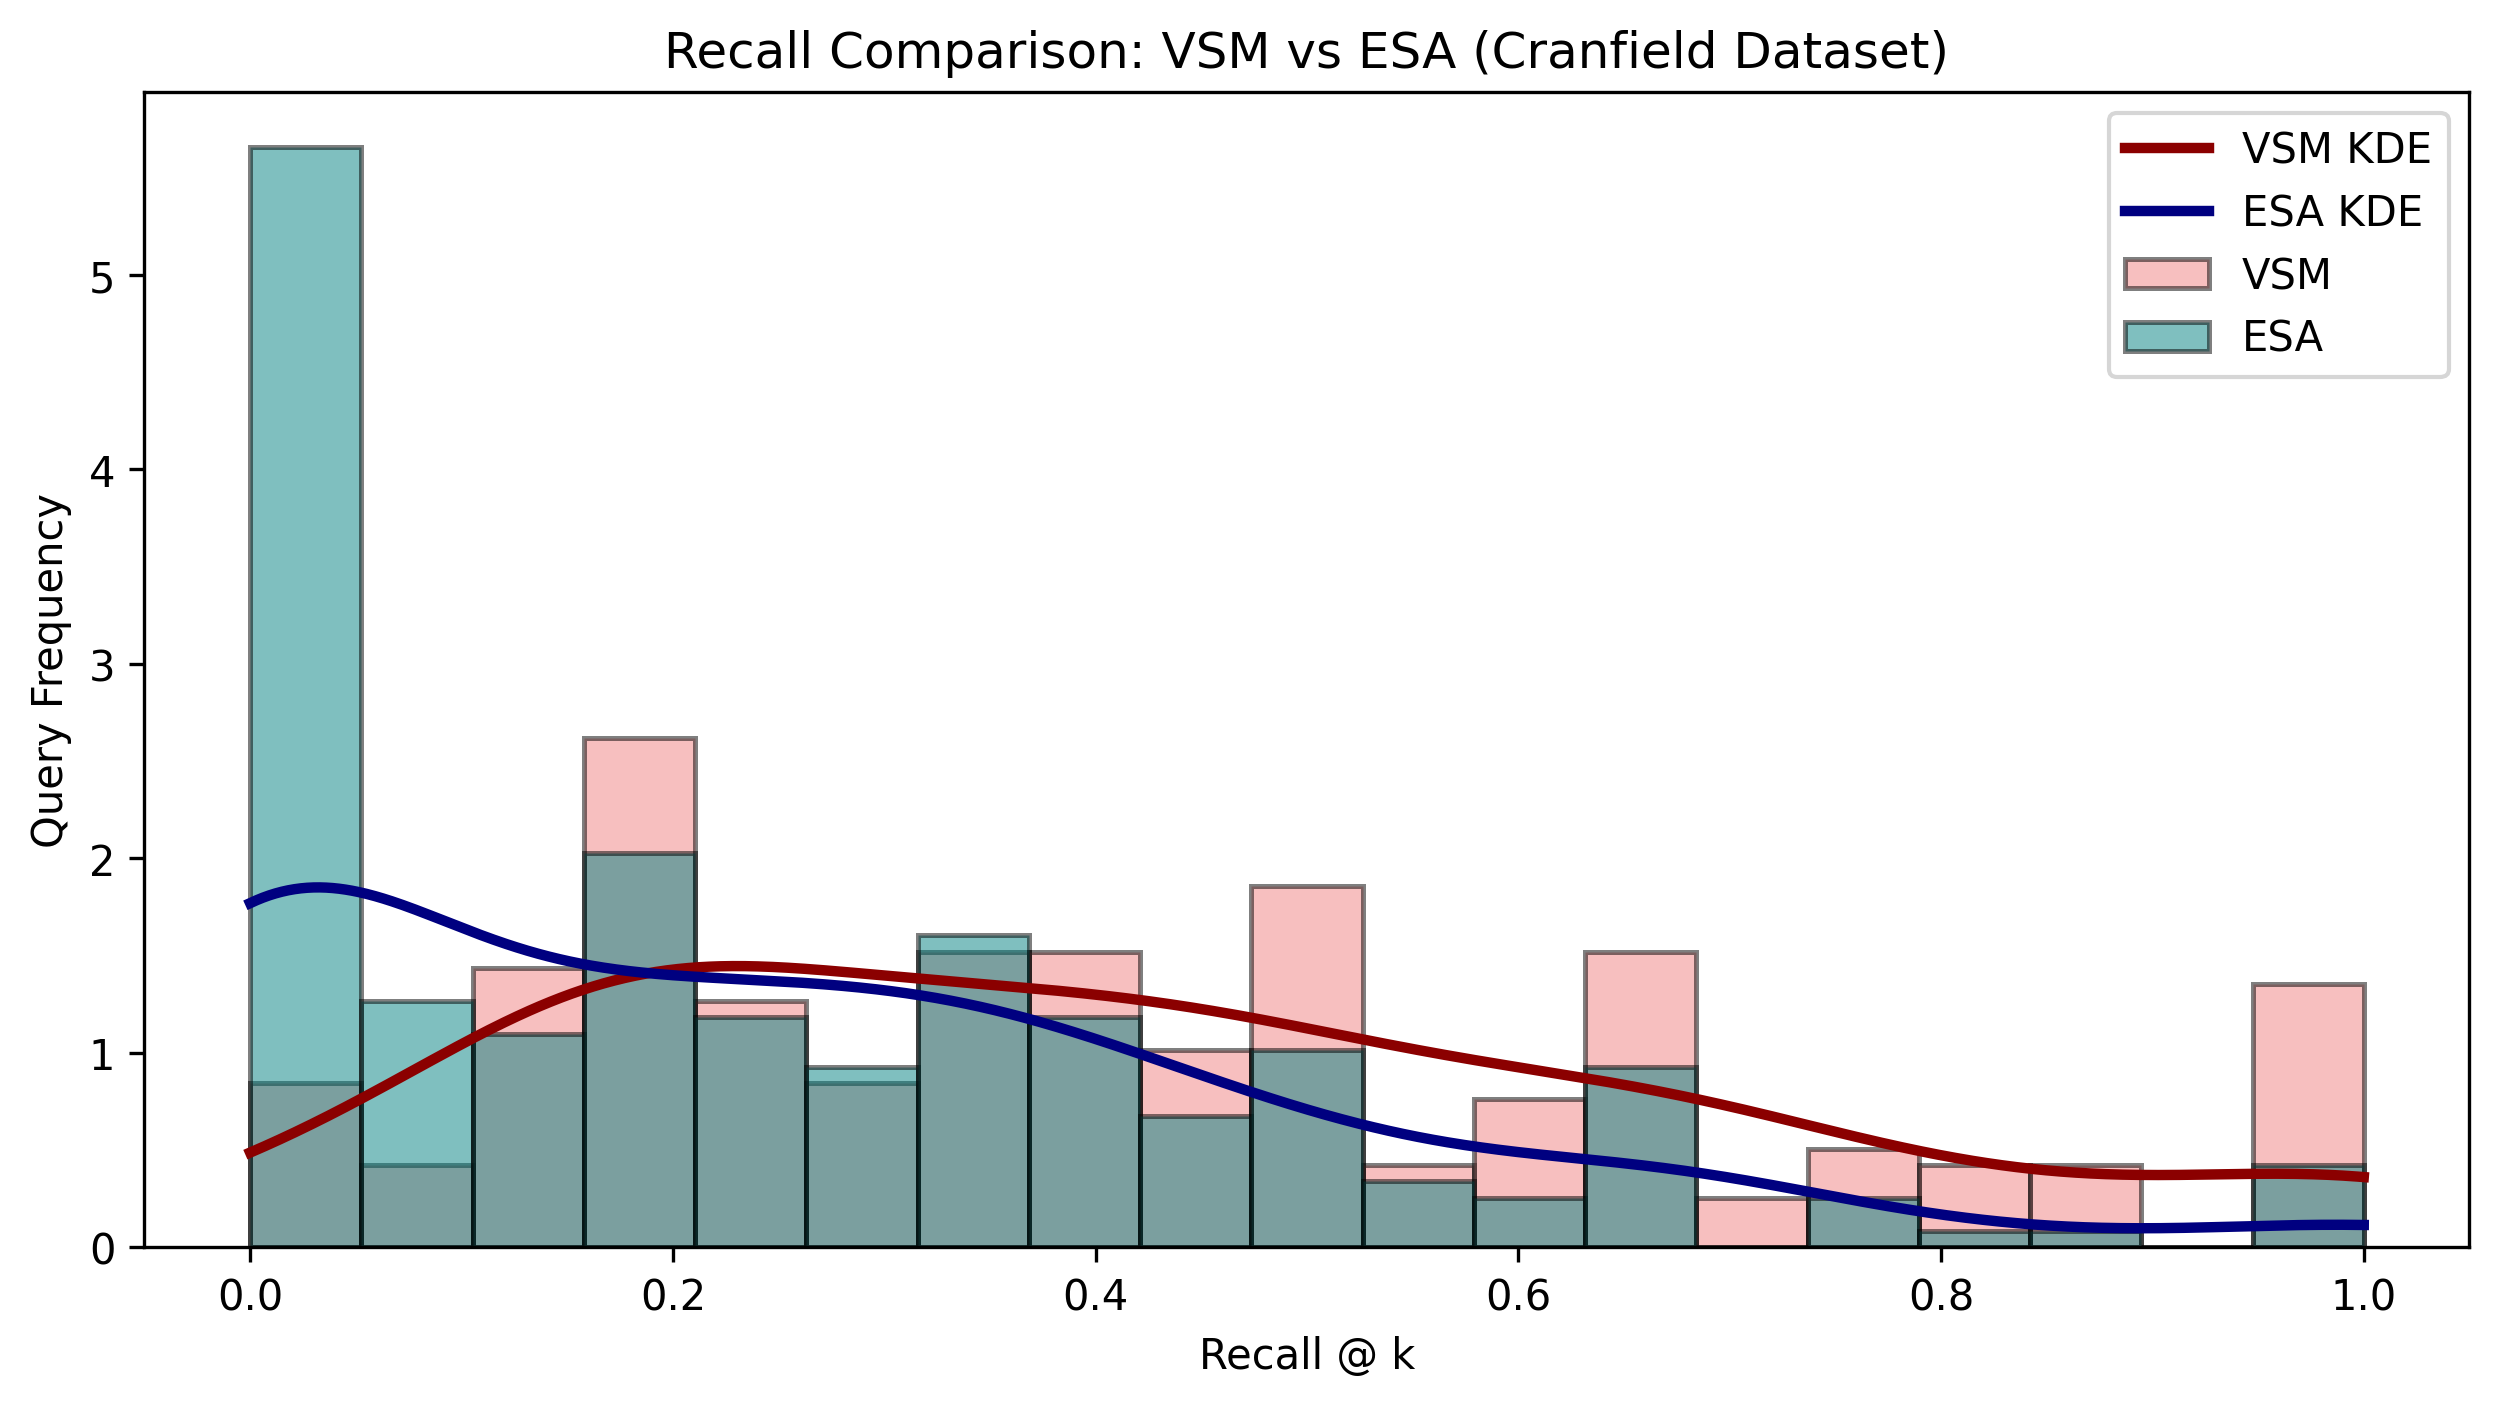 Recall Comparison: VSM vs ESA (Cranfield Dataset)
VSM KDE
ESA KDE
VSM
ESA
Query Frequency
5
4
3
2
1
0
0.0 0.2 0.4 0.6 0.8 1.0
Recall @ k